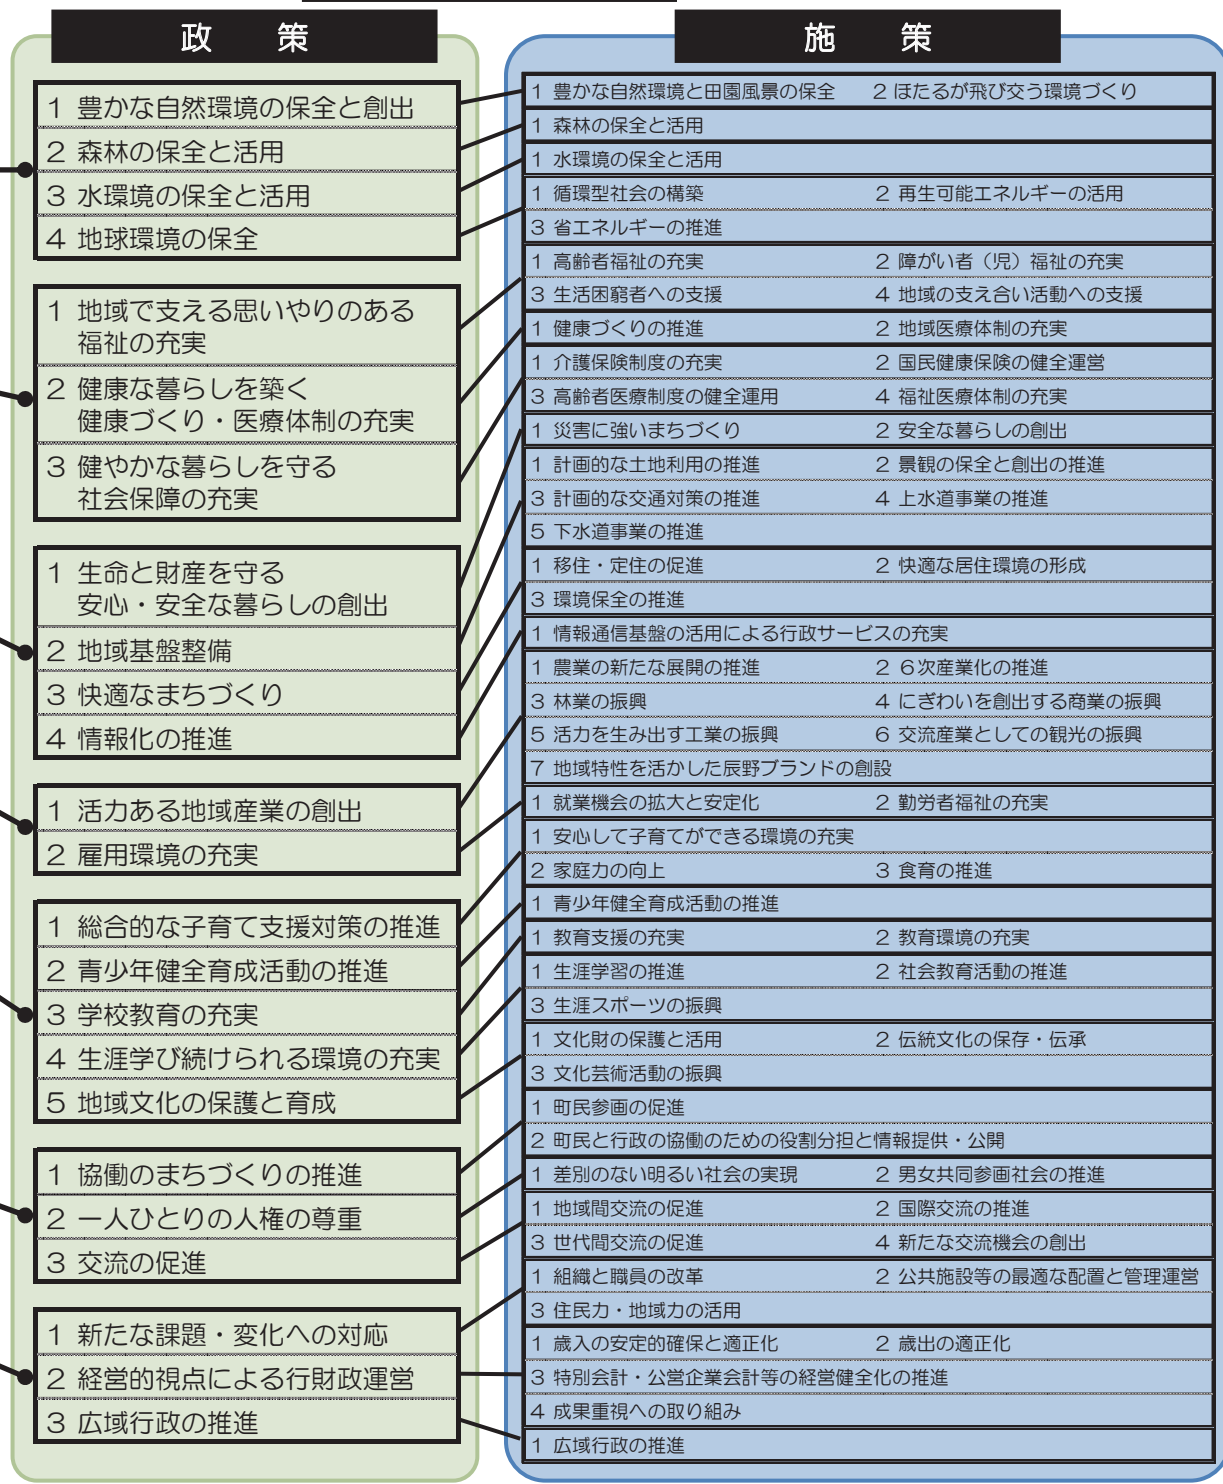 政策
1 豊かな自然環境の保全と創出
2 森林の保全と活用
3 水環境の保全と活用
4 地球環境の保全
1 地域で支える思いやりのある
福祉の充実
2 健康な暮らしを築く
健康づくり・医療体制の充実
3 健やかな暮らしを守る
社会保障の充実
1 生命と財産を守る
安心・安全な暮らしの創出
2 地域基盤整備
3 快適なまちづくり
4 情報化の推進
1 活力ある地域産業の創出
2 雇用環境の充実
1 総合的な子育て支援対策の推進
2 青少年健全育成活動の推進
3 学校教育の充実
4 生涯学び続けられる環境の充実
5 地域文化の保護と育成
1 協働のまちづくりの推進
2 一人ひとりの人権の尊重
3 交流の促進
1 新たな課題・変化への対応
2 経営的視点による行財政運営
3 広域行政の推進
施策
1 豊かな自然環境と田園風景の保全 2 ほたるが飛び交う環境づくり
1 森林の保全と活用
1 水環境の保全と活用
1 循環型社会の構築 2 再生可能エネルギーの活用
3 省エネルギーの推進
1 高齢者福祉の充実 2 障がい者（児）福祉の充実
3 生活困窮者への支援 4 地域の支え合い活動への支援
1 健康づくりの推進 2 地域医療体制の充実
1 介護保険制度の充実 2 国民健康保険の健全運営
3 高齢者医療制度の健全運用 4 福祉医療体制の充実
1 災害に強いまちづくり 2 安全な暮らしの創出
1 計画的な土地利用の推進 2 景観の保全と創出の推進
3 計画的な交通対策の推進 4 上水道事業の推進
5 下水道事業の推進
1 移住・定住の促進 2 快適な居住環境の形成
3 環境保全の推進
1 情報通信基盤の活用による行政サービスの充実
1 農業の新たな展開の推進 2 6次産業化の推進
3 林業の振興 4 にぎわいを創出する商業の振興
5 活力を生み出す工業の振興 6 交流産業としての観光の振興
7 地域特性を活かした辰野ブランドの創設
1 就業機会の拡大と安定化 2 勤労者福祉の充実
1 安心して子育てができる環境の充実
2 家庭力の向上 3 食育の推進
1 青少年健全育成活動の推進
1 教育支援の充実 2 教育環境の充実
1 生涯学習の推進 2 社会教育活動の推進
3 生涯スポーツの振興
1 文化財の保護と活用 2 伝統文化の保存・伝承
3 文化芸術活動の振興
1 町民参画の促進
2 町民と行政の協働のための役割分担と情報提供・公開
1 差別のない明るい社会の実現 2 男女共同参画社会の推進
1 地域間交流の促進 2 国際交流の推進
3 世代間交流の促進 4 新たな交流機会の創出
1 組織と職員の改革 2 公共施設等の最適な配置と管理運営
3 住民力・地域力の活用
1 歳入の安定的確保と適正化 2 歳出の適正化
3 特別会計・公営企業会計等の経営健全化の推進
4 成果重視への取り組み
1 広域行政の推進